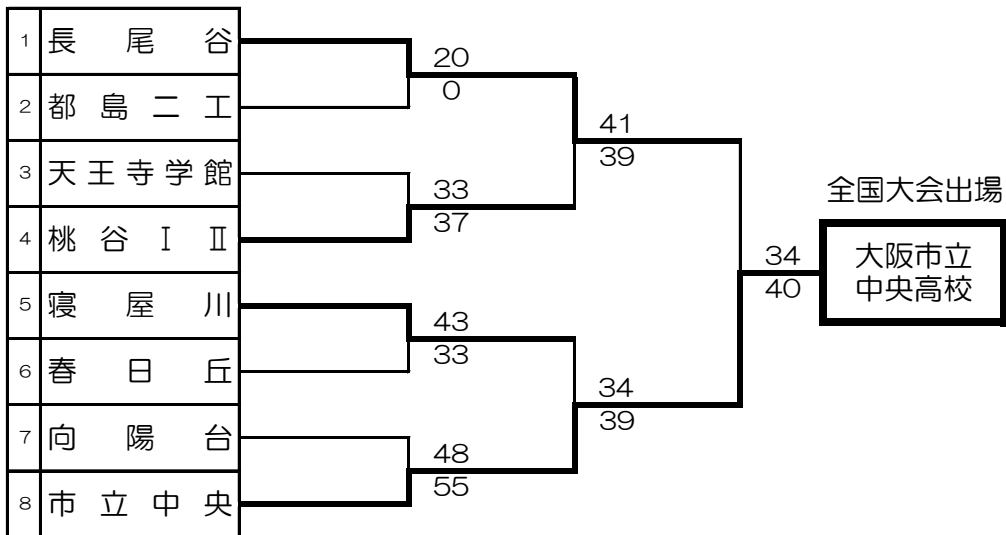 1 長尾谷
2 都島二工
3 天王寺学館
4 桃谷ⅠⅡ
5 寝屋川
6 春日丘
7 向陽台
8 市立中央
20
0
33
37
43
33
48
55
41
39
34
39
34
40
全国大会出場
大阪市立
中央高校